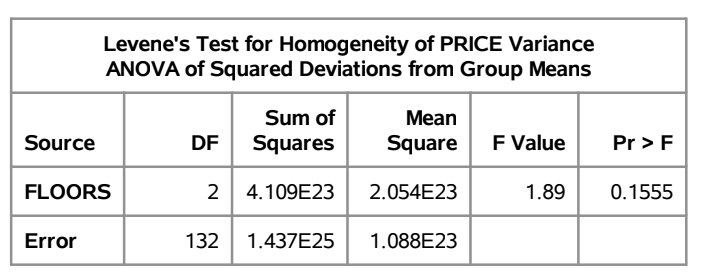 Levene's Test for Homogeneity of PRICE Variance
ANOVA of Squared Deviations from Group Means
Source DF Sum of Squares Mean Square F Value Pr > F
FLOORS 2 4.109E23 2.054E23 1.89 0.1555
Error 132 1.437E25 1.088E23